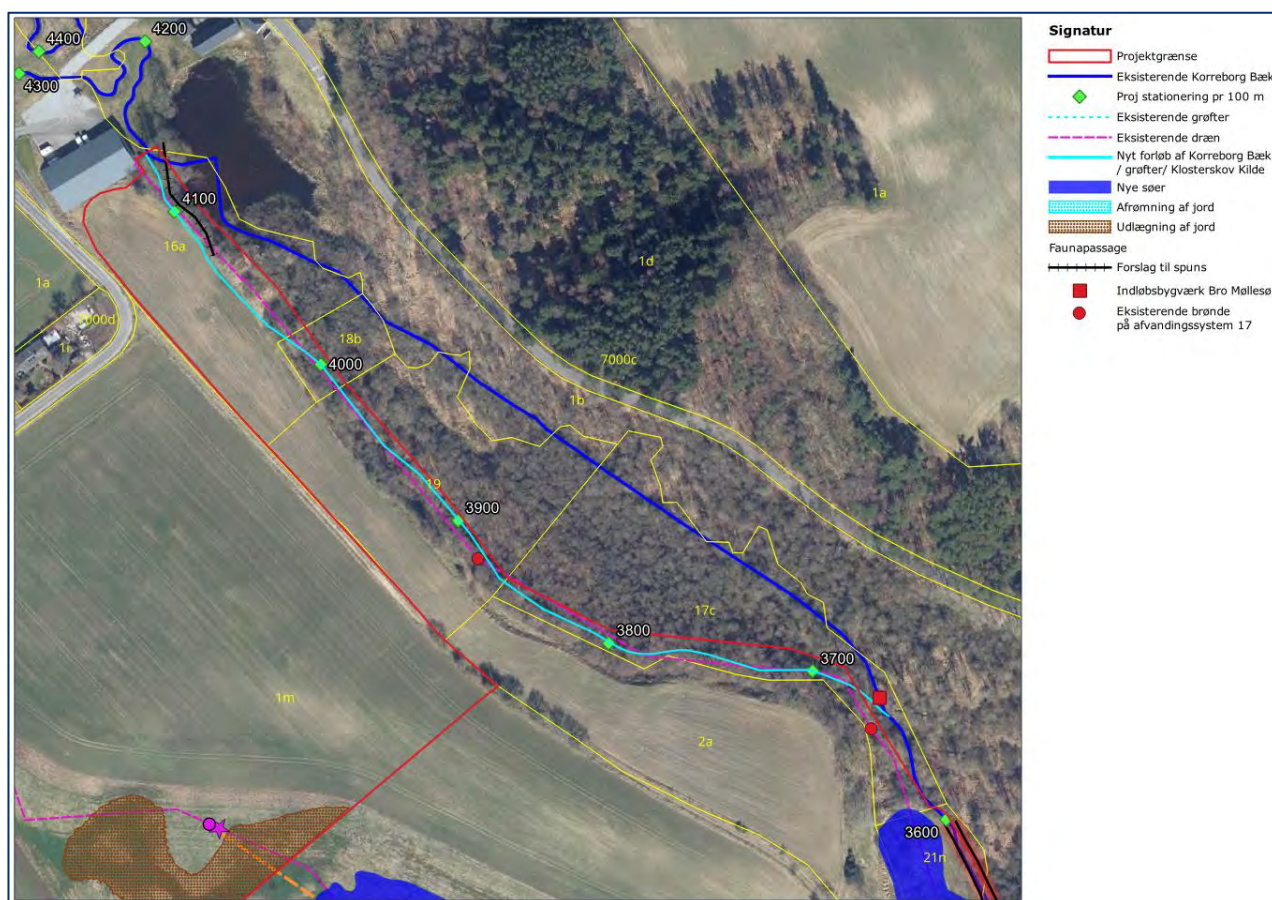 4400
4200
4300
4100
16a
1a
1d
1a
18b
4000
7000c
1b
19
3900
17c
3800
3700
1m
2a
3600
21n
Signatur
Projektgrænse
Eksisterende Korreborg Bæk
Proj stationering pr 100 m
Eksisterende grøfter
Eksisterende dræn
Nyt forløb af Korreborg Bæk
/ grøfter/ Klosterskov Kilde
Nye søer
Afrømning af jord
Udlægning af jord
Faunapassage
Forslag til spuns
Indløbsbygværk Bro Møllesø
Eksisterende brønde
på afvandingssystem 17